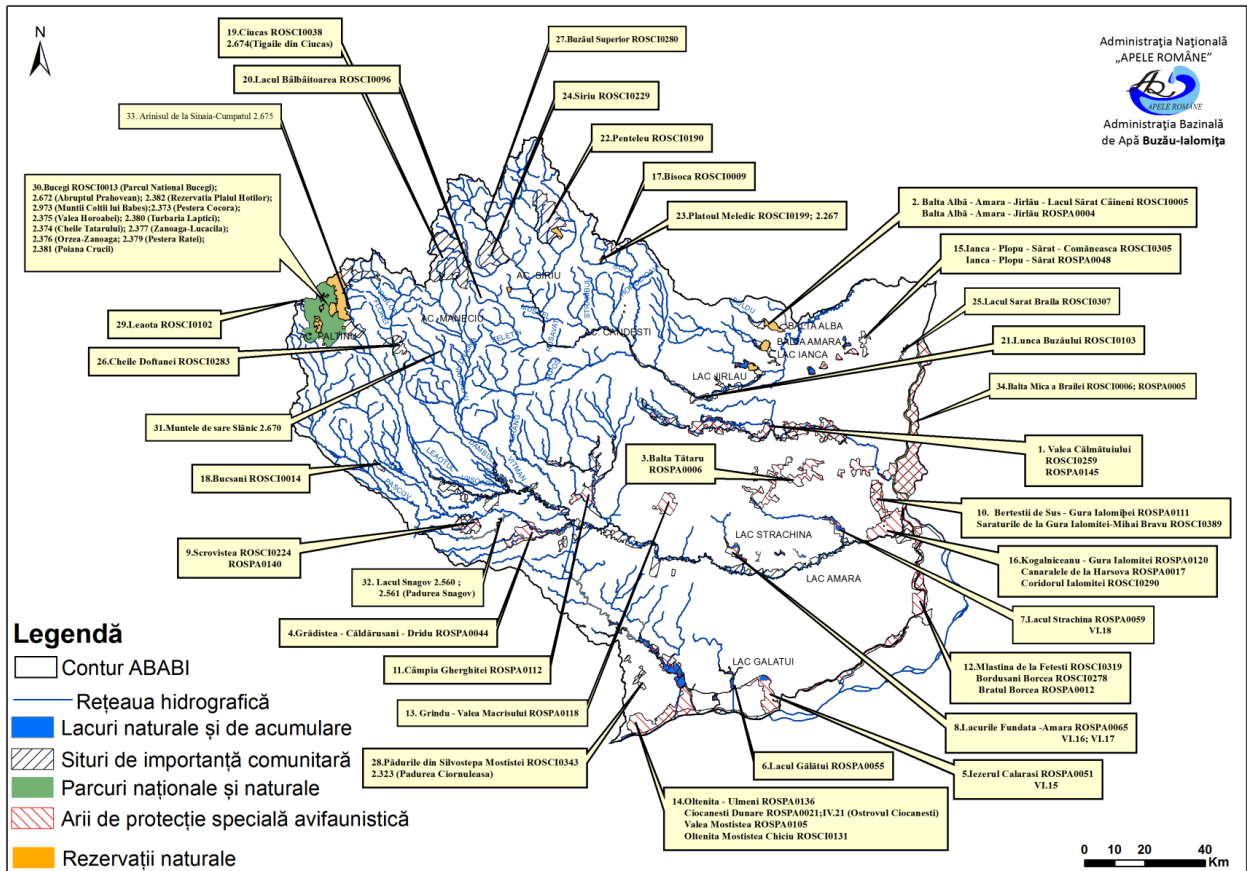 N
19.Ciucas ROSCI0038
2.674(Tigaile din Ciucas)
27.Buzăul Superior ROSCI0280
Administrația Națională
„APELE ROMÂNE”
APELE ROMANE
Administrația Bazinală
de Apă Buzău-Ialomița
20.Lacul Bâlbâitoarea ROSCI0096
24.Siriu ROSCI0229
33. Arinisul de la Sinaia-Cumpatul 2.675
22.Penteleu ROSCI0190
30.Bucegi ROSCI0013 (Parcul National Bucegi);
2.672 (Abruptul Prahovean); 2.382 (Rezervatia Plaiul Hotilor);
2.973 (Muntii Coltii lui Babes);2.373 (Pestera Cocora);
2.375 (Valea Horoabei); 2.380 (Turbaria Laptici);
2.374 (Cheile Tatarului); 2.377 (Zanoaga-Lucacila);
2.376 (Orzea-Zanoaga; 2.379 (Pestera Ratei);
2.381 (Poiana Crucii)
17.Bisoca ROSCI0009
23.Platoul Meledic ROSCI0199; 2.267
2. Balta Albă - Amara - Jirlău - Lacul Sărat Câineni ROSCI0005
Balta Albă - Amara - Jirlău ROSPA0004
15.Ianca - Plopu - Sărat - Comăneasca ROSCI0305
Ianca - Plopu - Sărat ROSPA0048
25.Lacul Sarat Braila ROSCI0307
29.Leaota ROSCI0102
AC. SIRIU
AC. MANECIU
AC. CANDESTI
BALTA ALBA
BALTA AMARA
LAC IANCA
LAC JIRLAU
21.Lunca Buzăului ROSCI0103
26.Cheile Doftanei ROSCI0283
34.Balta Mica a Brailei ROSCI0006; ROSPA0005
31.Muntele de sare Slănic 2.670
1. Valea Călmățuiului
ROSCI0259
ROSPA0145
3.Balta Tătaru
ROSPA0006
18.Bucsani ROSCI0014
LEAOTUL
PASCOV
VITMAN
10. Bertestii de Sus - Gura Ialomiþei ROSPA0111
Saraturile de la Gura Ialomitei-Mihai Bravu ROSCI0389
9.Scrovistea ROSCI0224
ROSPA0140
LAC STRACHINA
16.Kogalniceanu - Gura Ialomitei ROSPA0120
Canaralele de la Harsova ROSPA0017
Coridorul Ialomitei ROSCI0290
32. Lacul Snagov 2.560 ;
2.561 (Padurea Snagov)
LAC AMARA
7.Lacul Strachina ROSPA0059
VI.18
4.Grădistea - Căldărusani - Dridu ROSPA0044
11.Câmpia Gherghitei ROSPA0112
LAC GALATUI
12.Mlastina de la Fetesti ROSCI0319
Bordusani Borcea ROSCI0278
Bratul Borcea ROSPA0012
13. Grindu - Valea Macrisului ROSPA0118
8.Lacurile Fundata -Amara ROSPA0065
VI.16; VI.17
28.Pădurile din Silvostepa Mostistei ROSCI0343
2.323 (Padurea Ciornuleasa)
6.Lacul Gălățui ROSPA0055
5.Iezerul Calarasi ROSPA0051
VI.15
14.Oltenita - Ulmeni ROSPA0136
Ciocanesti Dunare ROSPA0021;IV.21 (Ostrovul Ciocanesti)
Valea Mostistea ROSPA0105
Oltenita Mostistea Chiciu ROSCI0131
Legendă
Contur ABABI
Rețeaua hidrografică
Lacuri naturale și de acumulare
Situri de importanță comunitară
Parcuri naționale și naturale
Arii de protecție specială avifaunistică
Rezervații naturale
0 10 20 40
Km